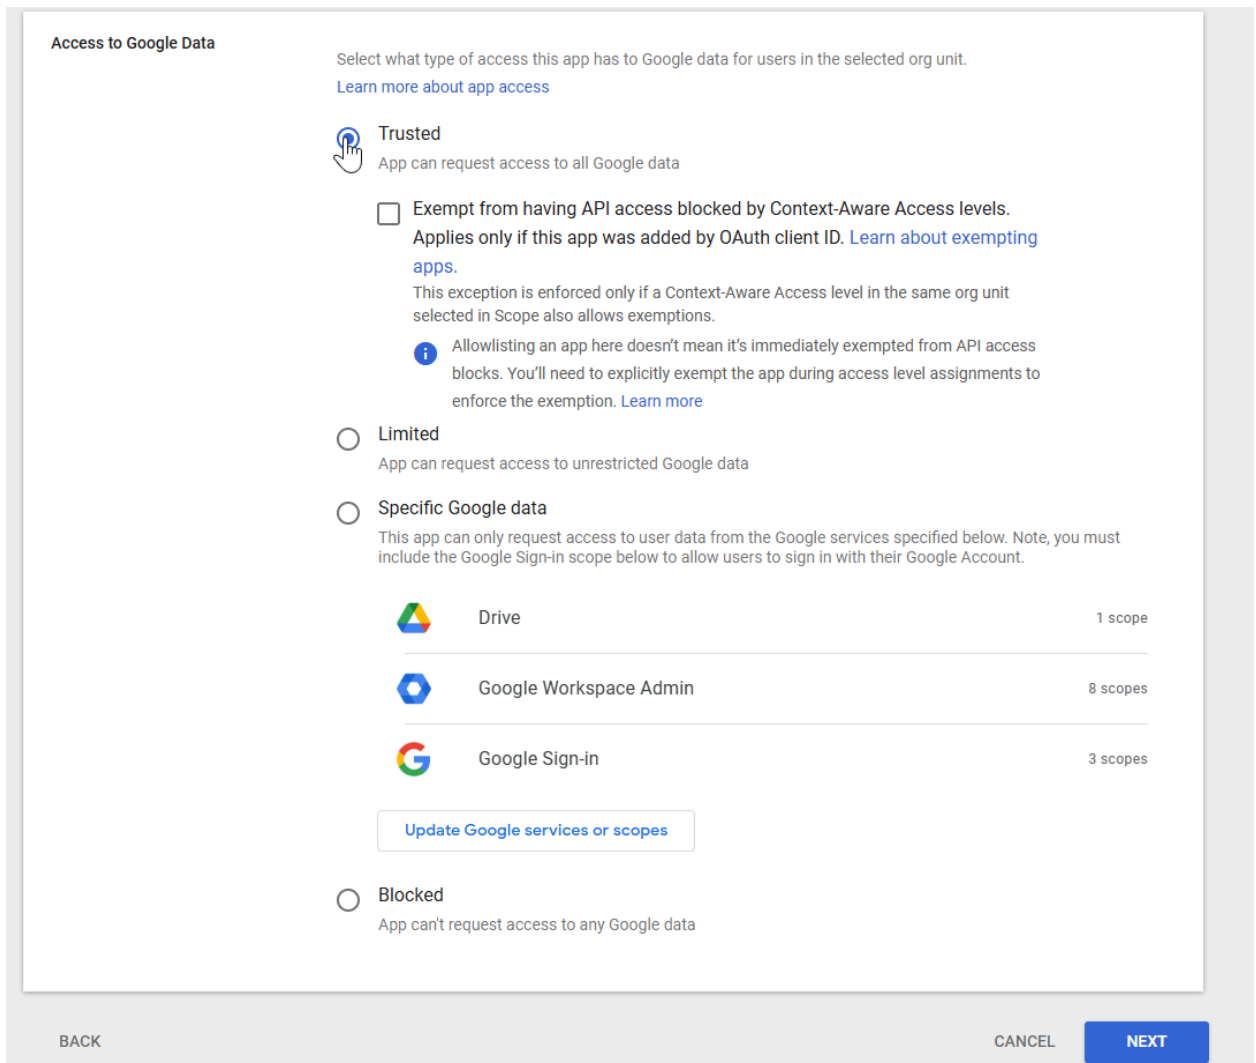 Access to Google Data
Select what type of access this app has to Google data for users in the selected org unit.
Learn more about app access
Trusted
App can request access to all Google data
Exempt from having API access blocked by Context-Aware Access levels.
Applies only if this app was added by OAuth client ID. Learn about exempting
apps.
This exception is enforced only if a Context-Aware Access level in the same org unit
selected in Scope also allows exemptions.
Allowlisting an app here doesn't mean it's immediately exempted from API access
blocks. You'll need to explicitly exempt the app during access level assignments to
enforce the exemption. Learn more
Limited
App can request access to unrestricted Google data
Specific Google data
This app can only request access to user data from the Google services specified below. Note, you must
include the Google Sign-in scope below to allow users to sign in with their Google Account.
Drive 1 scope
Google Workspace Admin 8 scopes
Google Sign-in 3 scopes
Update Google services or scopes
Blocked
App can't request access to any Google data
BACK CANCEL NEXT